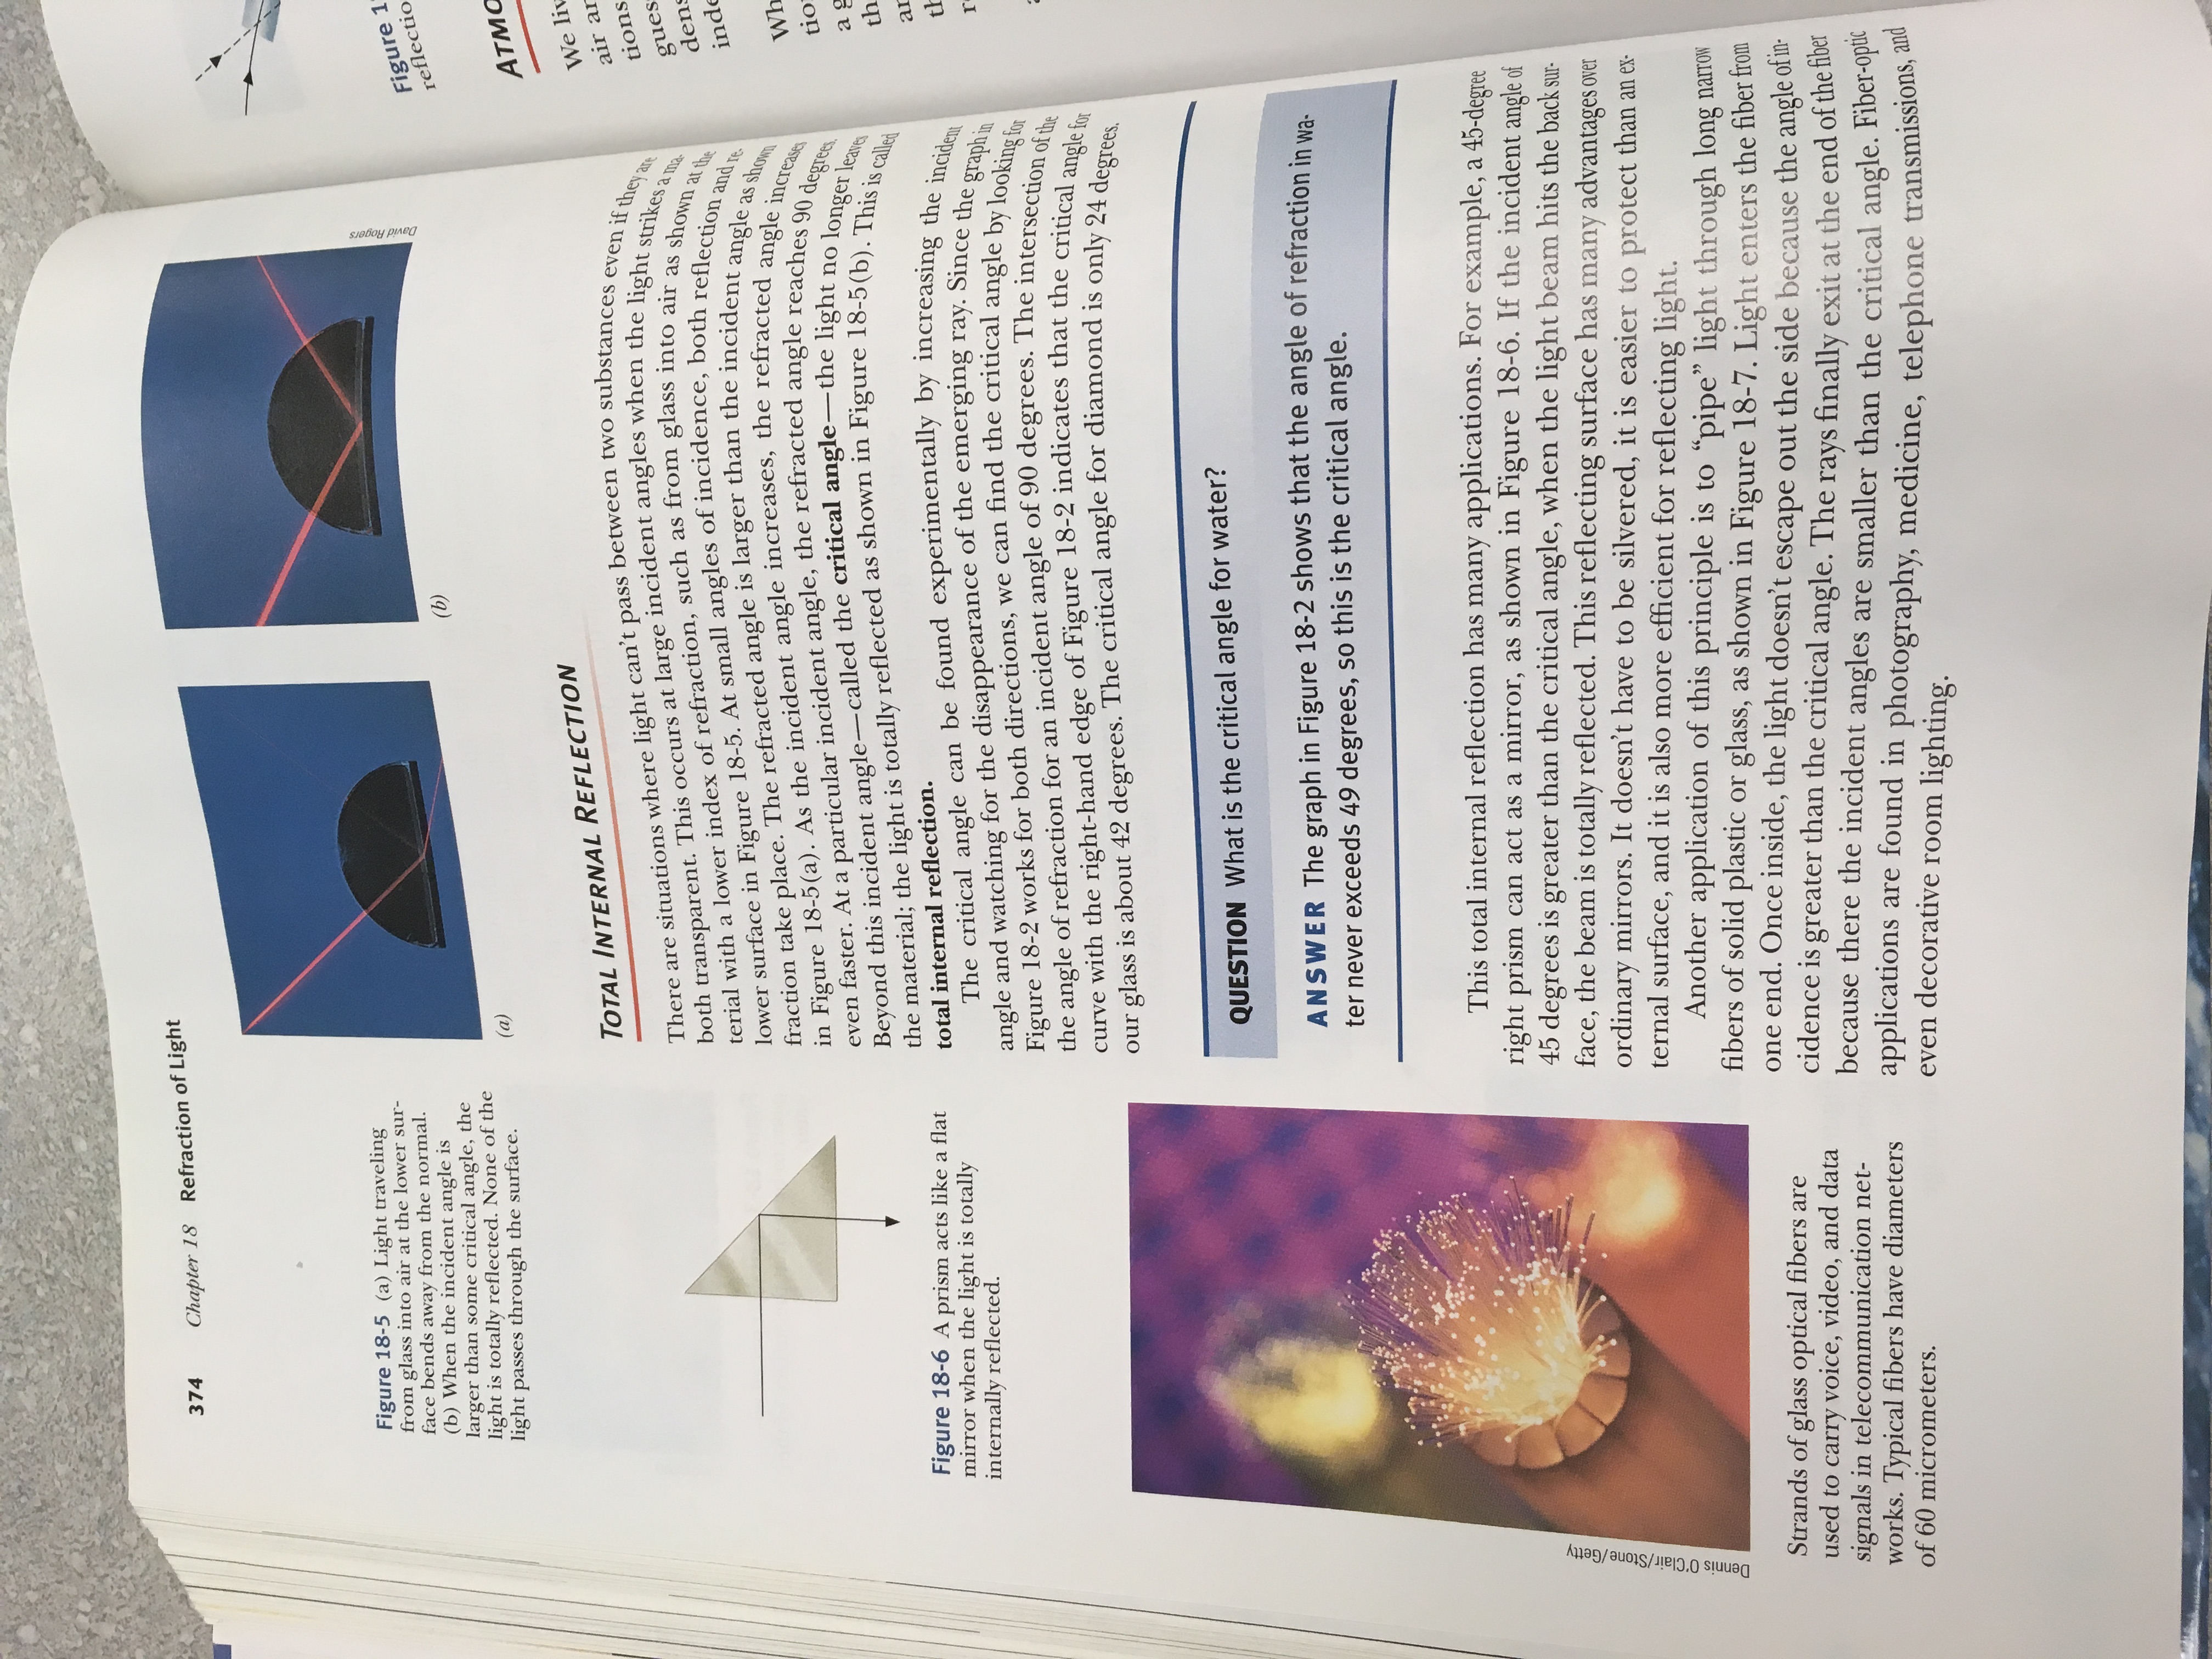 374 Chapter 18 Refraction of Light
Figure 18-5 (a) Light traveling
from glass into air at the lower sur-
face bends away from the normal.
(b) When the incident angle is
larger than some critical angle, the
light is totally reflected. None of the
light passes through the surface.
(a)
(b)
David Rogers
TOTAL INTERNAL REFLECTION
There are situations where light can't pass between two substances even if they are
both transparent. This occurs at large incident angles when the light strikes a ma-
terial with a lower index of refraction, such as from glass into air as shown at the
lower surface in Figure 18-5. At small angles of incidence, both reflection and re-
fraction take place. The refracted angle is larger than the incident angle as shown
in Figure 18-5(a). As the incident angle increases, the refracted angle increases
even faster. At a particular incident angle, the refracted angle reaches 90 degrees.
Beyond this incident angle—called the critical angle—the light no longer leaves
the material; the light is totally reflected as shown in Figure 18-5(b). This is called
total internal reflection.
The critical angle can be found experimentally by increasing the incident
angle and watching for the disappearance of the emerging ray. Since the graph in
Figure 18-2 works for both directions, we can find the critical angle by looking for
the angle of refraction for an incident angle of 90 degrees. The intersection of the
curve with the right-hand edge of Figure 18-2 indicates that the critical angle for
our glass is about 42 degrees. The critical angle for diamond is only 24 degrees.
Figure 18-6 A prism acts like a flat
mirror when the light is totally
internally reflected.
QUESTION What is the critical angle for water?
ANSWER The graph in Figure 18-2 shows that the angle of refraction in wa-
ter never exceeds 49 degrees, so this is the critical angle.
This total internal reflection has many applications. For example, a 45-degree
right prism can act as a mirror, as shown in Figure 18-6. If the incident angle of
45 degrees is greater than the critical angle, when the light beam hits the back sur-
face, the beam is totally reflected. This reflecting surface has many advantages over
ordinary mirrors. It doesn't have to be silvered, it is easier to protect than an ex-
ternal surface, and it is also more efficient for reflecting light.
Another application of this principle is to "pipe" light through long narrow
fibers of solid plastic or glass, as shown in Figure 18-7. Light enters the fiber from
one end. Once inside, the light doesn't escape out the side because the angle of in-
cidence is greater than the critical angle. The rays finally exit at the end of the fiber
because there the incident angles are smaller than the critical angle. Fiber-optic
applications are found in photography, medicine, telephone transmissions, and
even decorative room lighting.
Dennis O'Clair/Stone/Getty
Strands of glass optical fibers are
used to carry voice, video, and data
signals in telecommunication net-
works. Typical fibers have diameters
of 60 micrometers.
Figure 1
reflectio
ATMO
We liv
air an
tions
gues
dens
inde
Wh
tio
a g
th
an
th